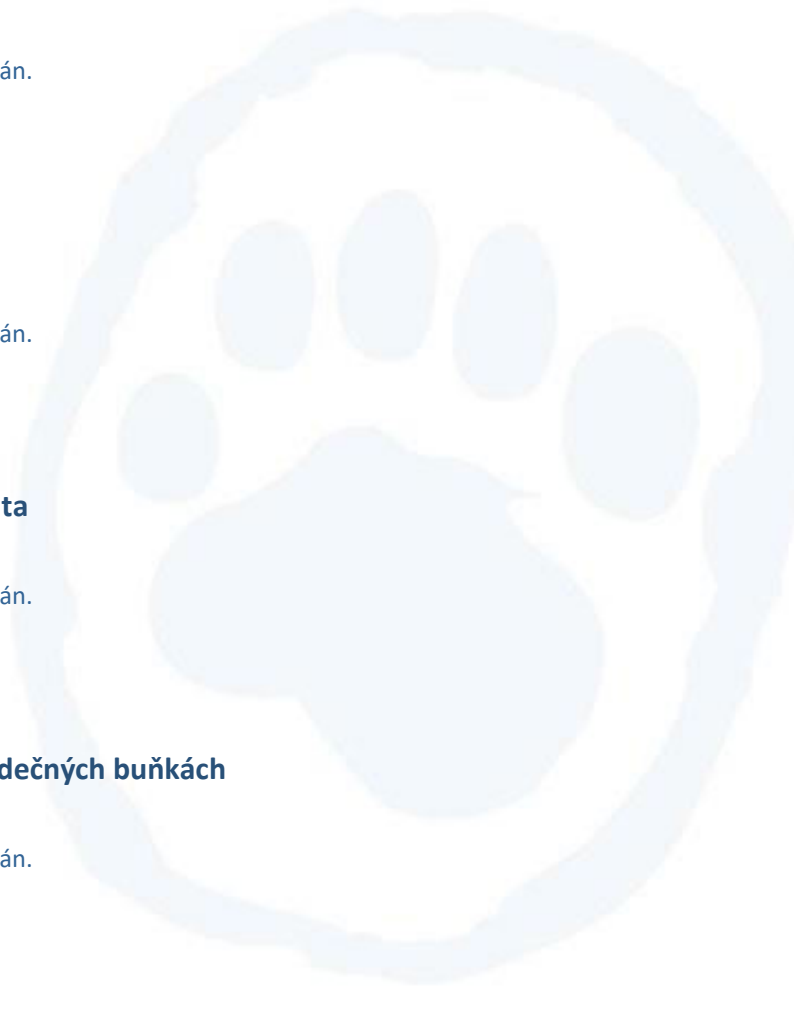 án.
án.
ta
án.
dečných buňkách
án.